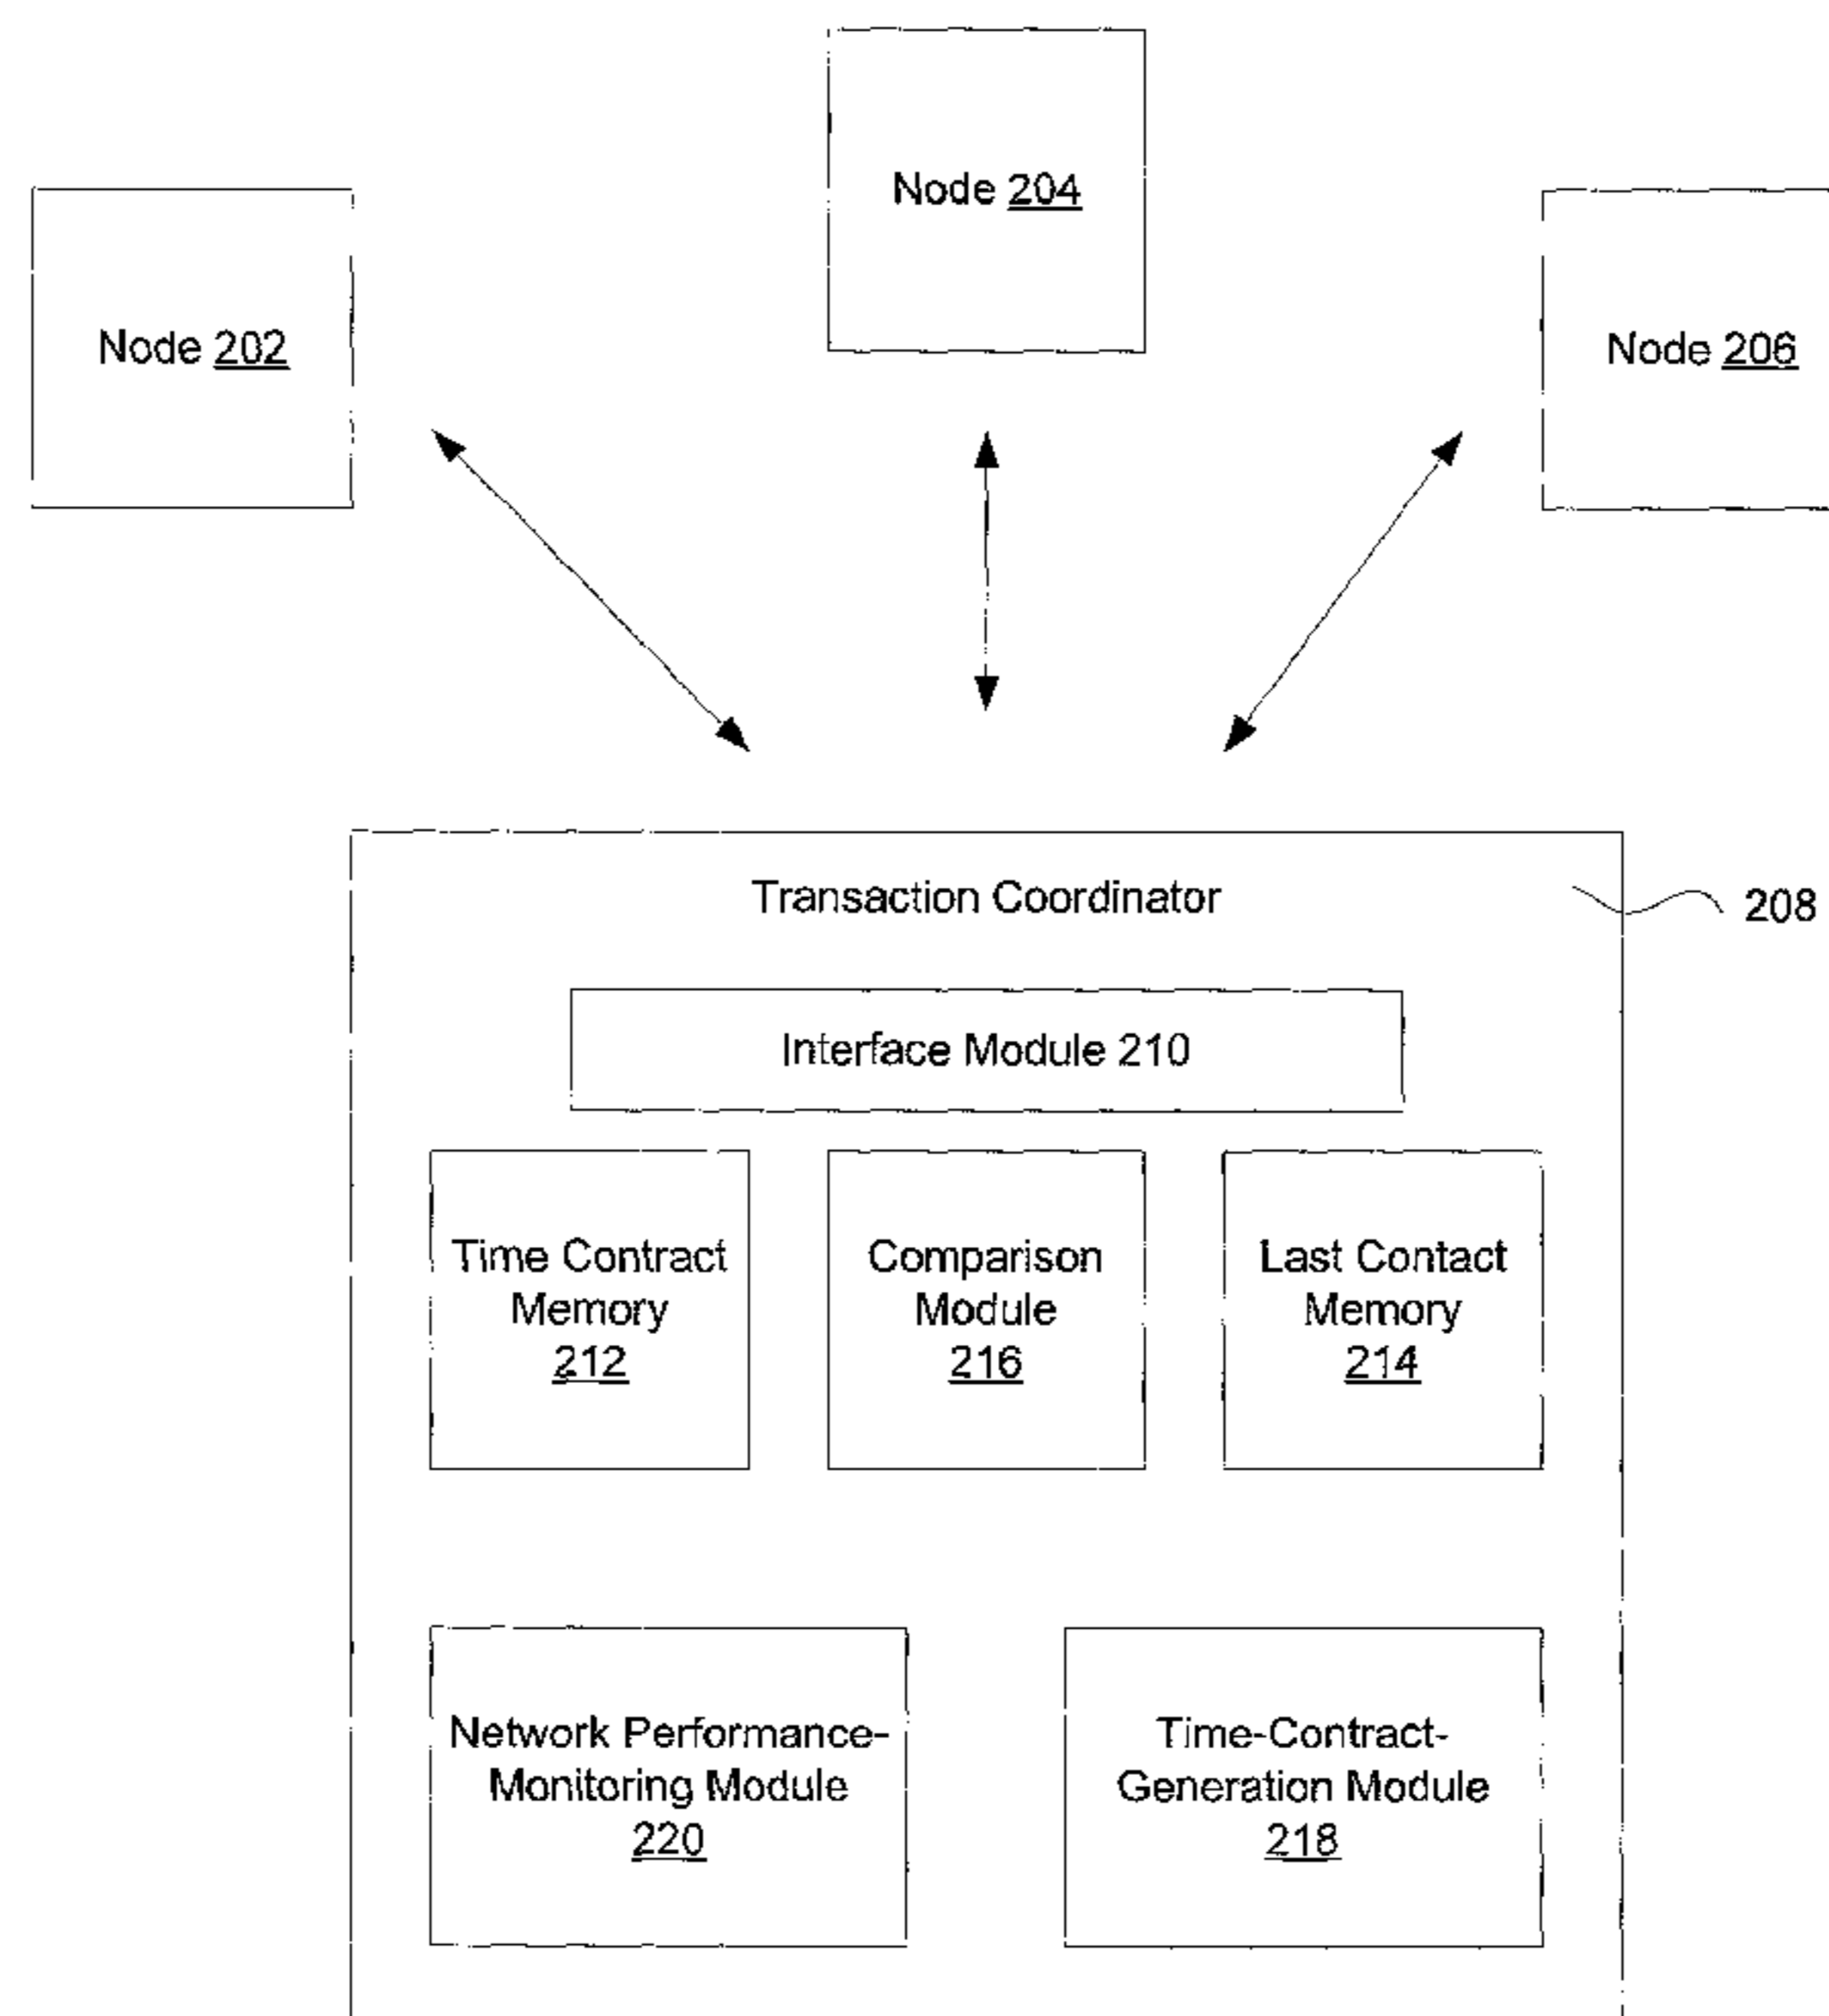 Node 204
Node 202
Node 206
Transaction Coordinator
208
Interface Module 210
Time Contract
Memory
212
Comparison
Module
216
Last Contact
Memory
214
Network Performance-
Monitoring Module
220
Time-Contract-
Generation Module
218